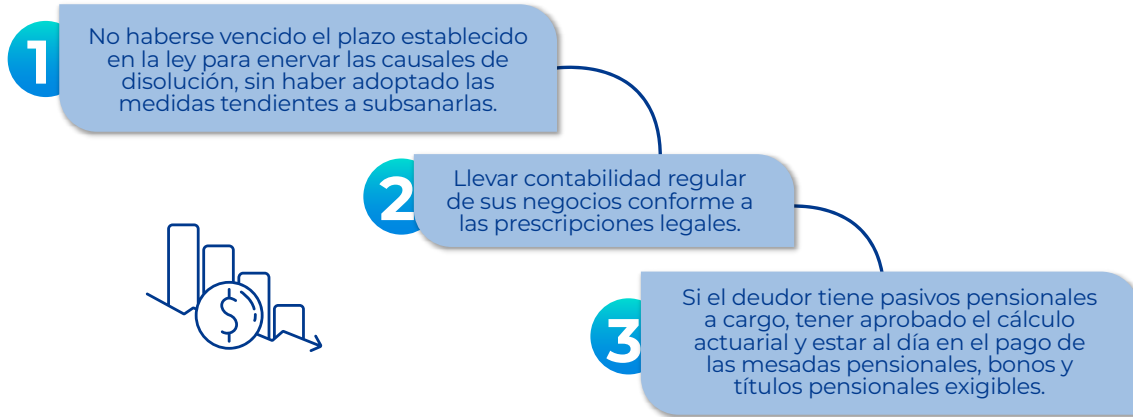 1
No haberse vencido el plazo establecido
en la ley para enervar las causales de
disolución, sin haber adoptado las
medidas tendientes a subsanarlas.
2
Llevar contabilidad regular
de sus negocios conforme a
las prescripciones legales.
$
3
Si el deudor tiene pasivos pensionales
a cargo, tener aprobado el cálculo
actuarial y estar al día en el pago de
las mesadas pensionales, bonos y
títulos pensionales exigibles.